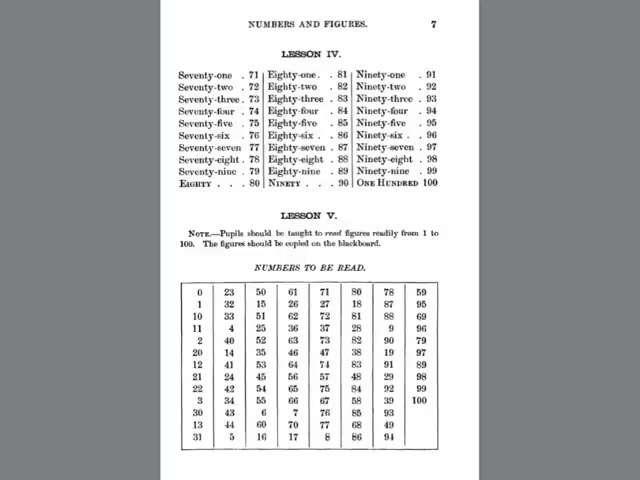 NUMBERS AND FIGURES. 7
LESSON IV.
Seventy-one . 71 Eighty-one . 81 Ninety-one . 91
Seventy-two . 72 Eighty-two . 82 Ninety-two . 92
Seventy-three . 73 Eighty-three . 83 Ninety-three . 93
Seventy-four . 74 Eighty-four . 84 Ninety-four . 94
Seventy-five . 75 Eighty-five . 85 Ninety-five . 95
Seventy-six . 76 Eighty-six . 86 Ninety-six . 96
Seventy-seven 77 Eighty-seven . 87 Ninety-seven . 97
Seventy-eight . 78 Eighty-eight . 88 Ninety-eight . 98
Seventy-nine . 79 Eighty-nine . 89 Ninety-nine . 99
EIGHTY . . . 80 NINETY . . . 90 ONE HUNDRED 100
LESSON V.
NOTE.—Pupils should be taught to read figures readily from 1 to
100. The figures should be copied on the blackboard.
NUMBERS TO BE READ.
0 23 50 61 71 80 78 59
1 32 15 26 27 18 87 95
10 33 51 62 72 81 88 69
11 4 25 36 37 28 9 96
2 40 52 63 73 82 90 79
20 14 35 46 47 38 19 97
12 41 53 64 74 83 91 89
21 24 45 56 57 48 29 98
22 42 54 65 75 84 92 99
3 34 55 66 67 58 39 100
30 43 6 7 76 85 93
13 44 60 70 77 68 49
31 5 16 17 8 86 94